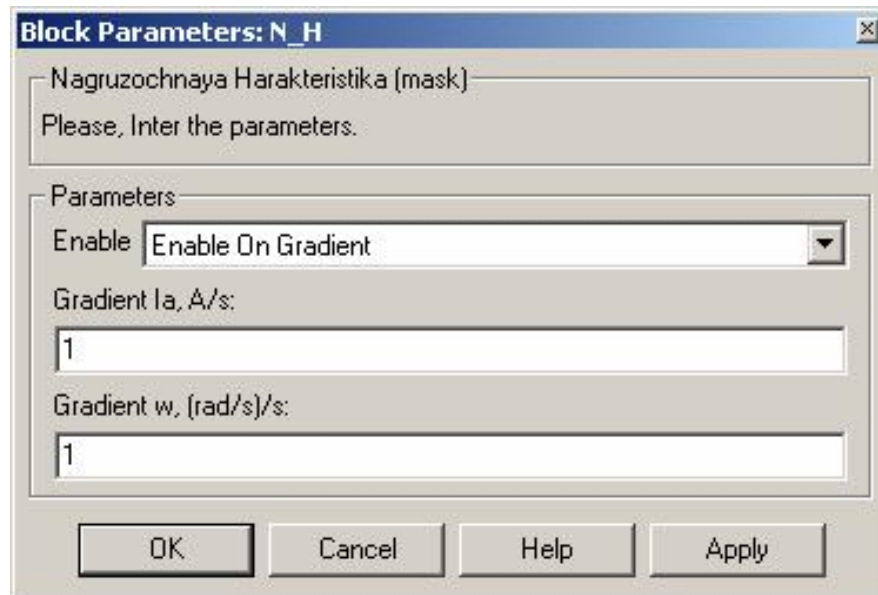 Block Parameters: N_H
Nagruzochnaya Harakteristika (mask)
Please, Inter the parameters.
Parameters
Enable Enable On Gradient
Gradient Ia, A/s:
1
Gradient w, (rad/s)/s:
1
OK Cancel Help Apply